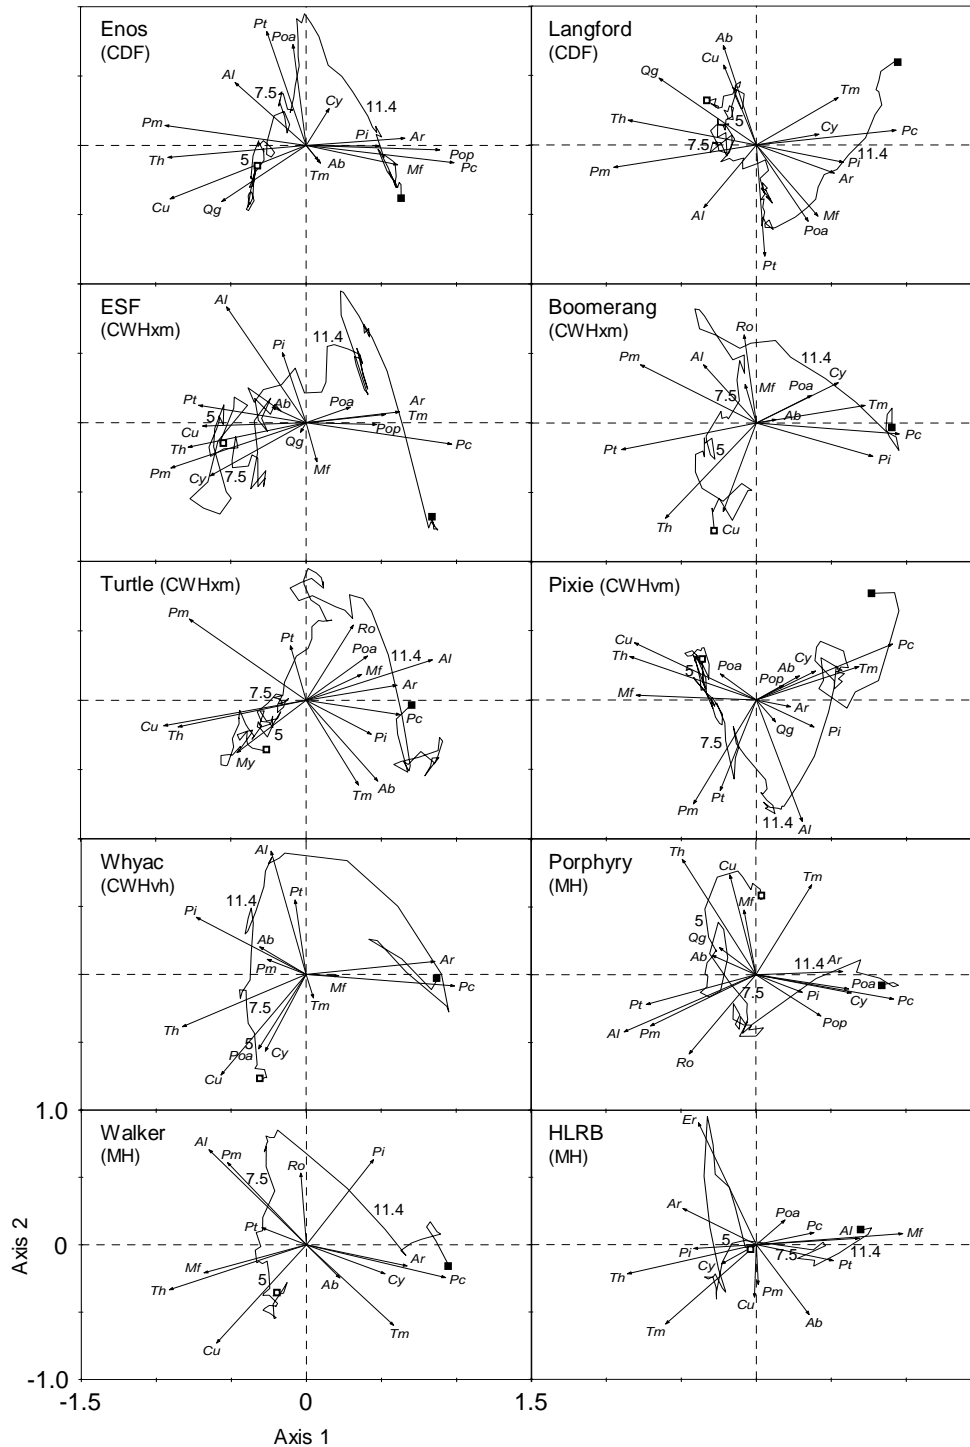 Enos
(CDF)
Pt
Poa
Al
7.5
Cy
11.4
Pm
Pi
Ar
Th
5
Ab
Pop
Tm
Mf
Pc
Cu
Qg
Langford
(CDF)
Ab
Cu
Qg
Tm
Th
5
Cy
Pc
7.5
Pm
Pi
11.4
Ar
Al
Mf
Poa
Pt
ESF
(CWHxm)
Al
Pi
11.4
Pt
Ab
Poa
Ar
5
Tm
Cu
Pop
Th
Qg
Pc
Pm
Cy
7.5
Mf
Boomerang
(CWHxm)
Ro
Pm
Al
11.4
Cy
7.5
Mf
Poa
Tm
Ab
Pc
Pt
5
Pi
Th
Cu
Turtle (CWHxm)
Pm
Pt
Ro
Poa
11.4
Al
Mf
7.5
Ar
Cu
Th
5
Pc
My
Pi
Tm
Ab
Pixie (CWHvm)
Cu
Th
5
Poa
Ab
Cy
Pc
Pop
Tm
Mf
Qg
Pi
7.5
Pt
Pm
11.4
Al
Whyac
(CWHvh)
Al
Pt
11.4
Pi
Ab
Pm
Ar
Mf
Pc
Tm
7.5
Th
5
Poa
Cy
Cu
Porphyry
(MH)
Th
Cu
Tm
Mf
5
Qg
Ab
Ar
11.4
7.5
Poa
Pt
Pi
Cy
Pc
Al
Pm
Pop
Ro
Walker
(MH)
Al
Pm
7.5
Ro
Pi
11.4
Pt
Mf
Ar
Th
5
Ab
Cy
Pc
Tm
Cu
HLRB
(MH)
Er
Ar
Poa
5
Pc
Al
Mf
Pi
7.5
11.4
Cy
Pt
Th
Pm
Cu
Tm
Ab
1.0
0
-1.0
Axis 2
-1.5
0
1.5
Axis 1